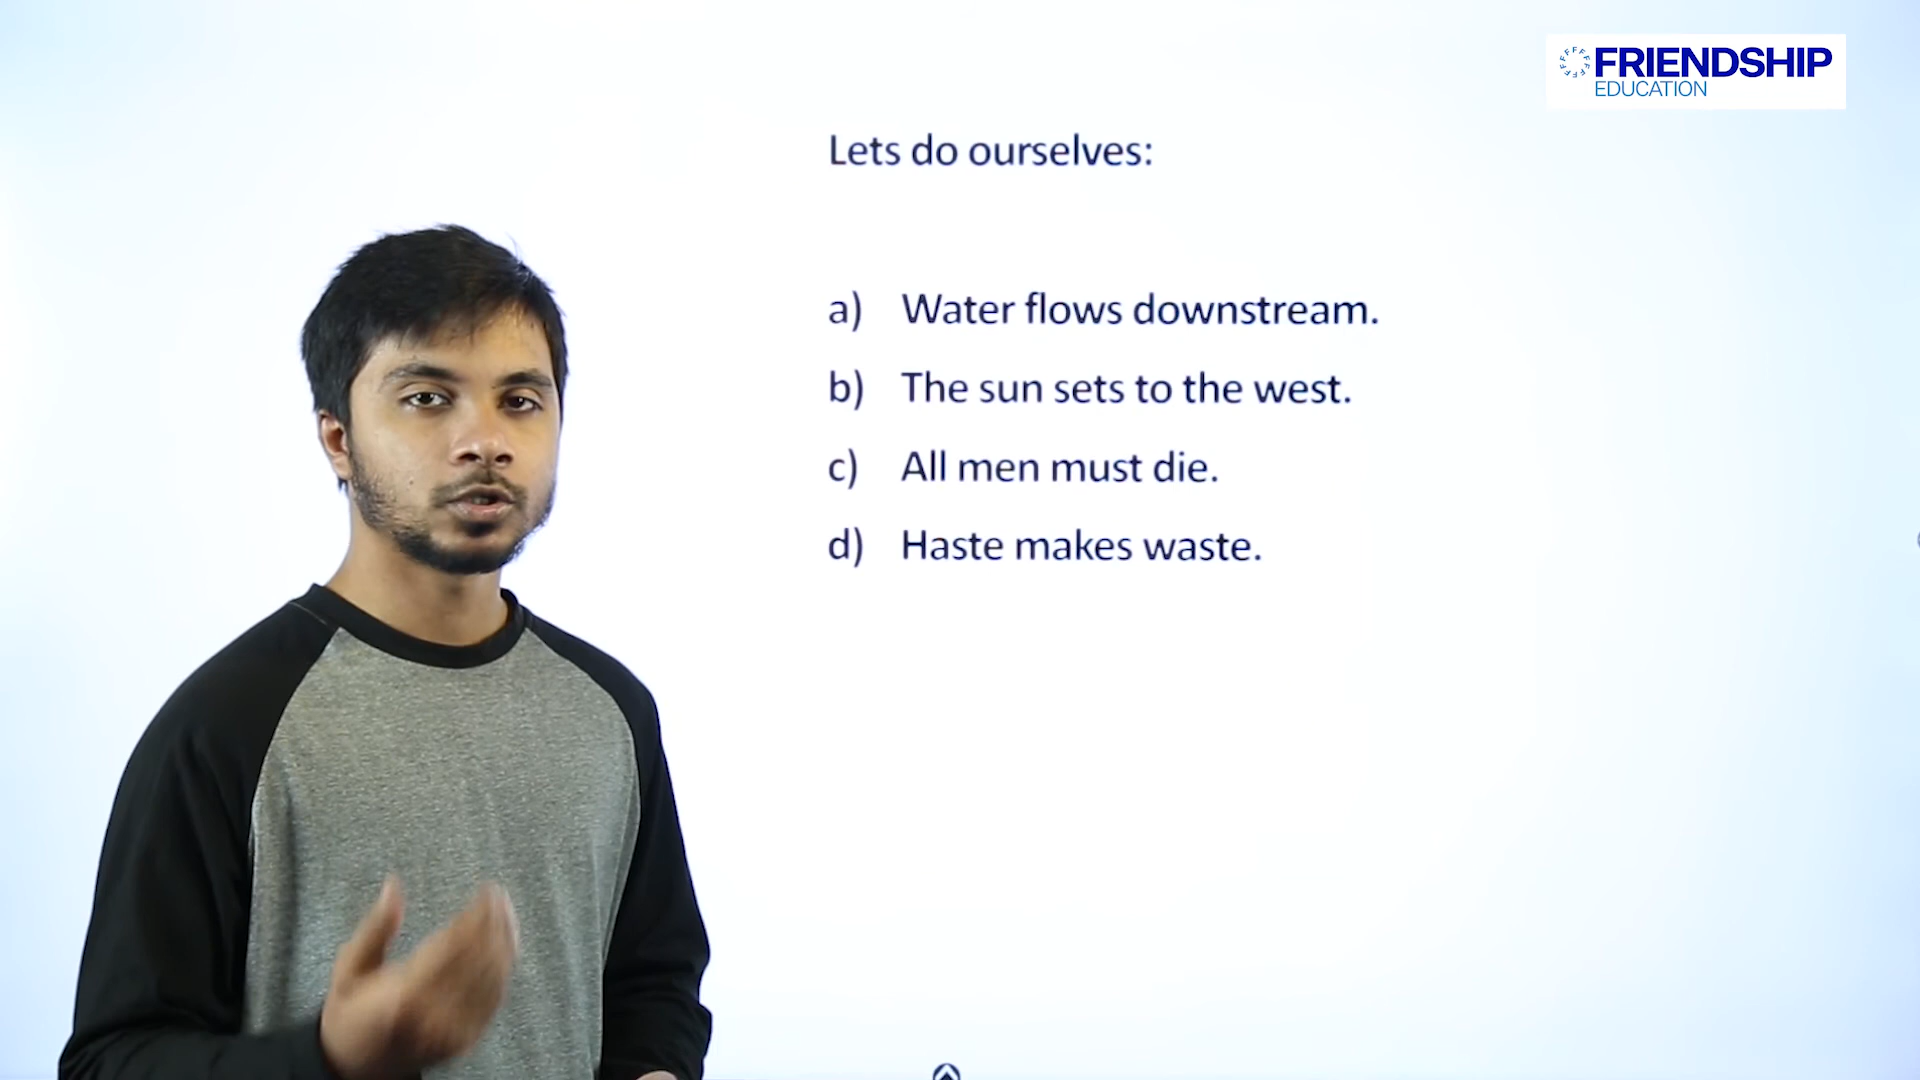 FRIENDSHIP
EDUCATION
Lets do ourselves:
a) Water flows downstream.
b) The sun sets to the west.
c) All men must die.
d) Haste makes waste.